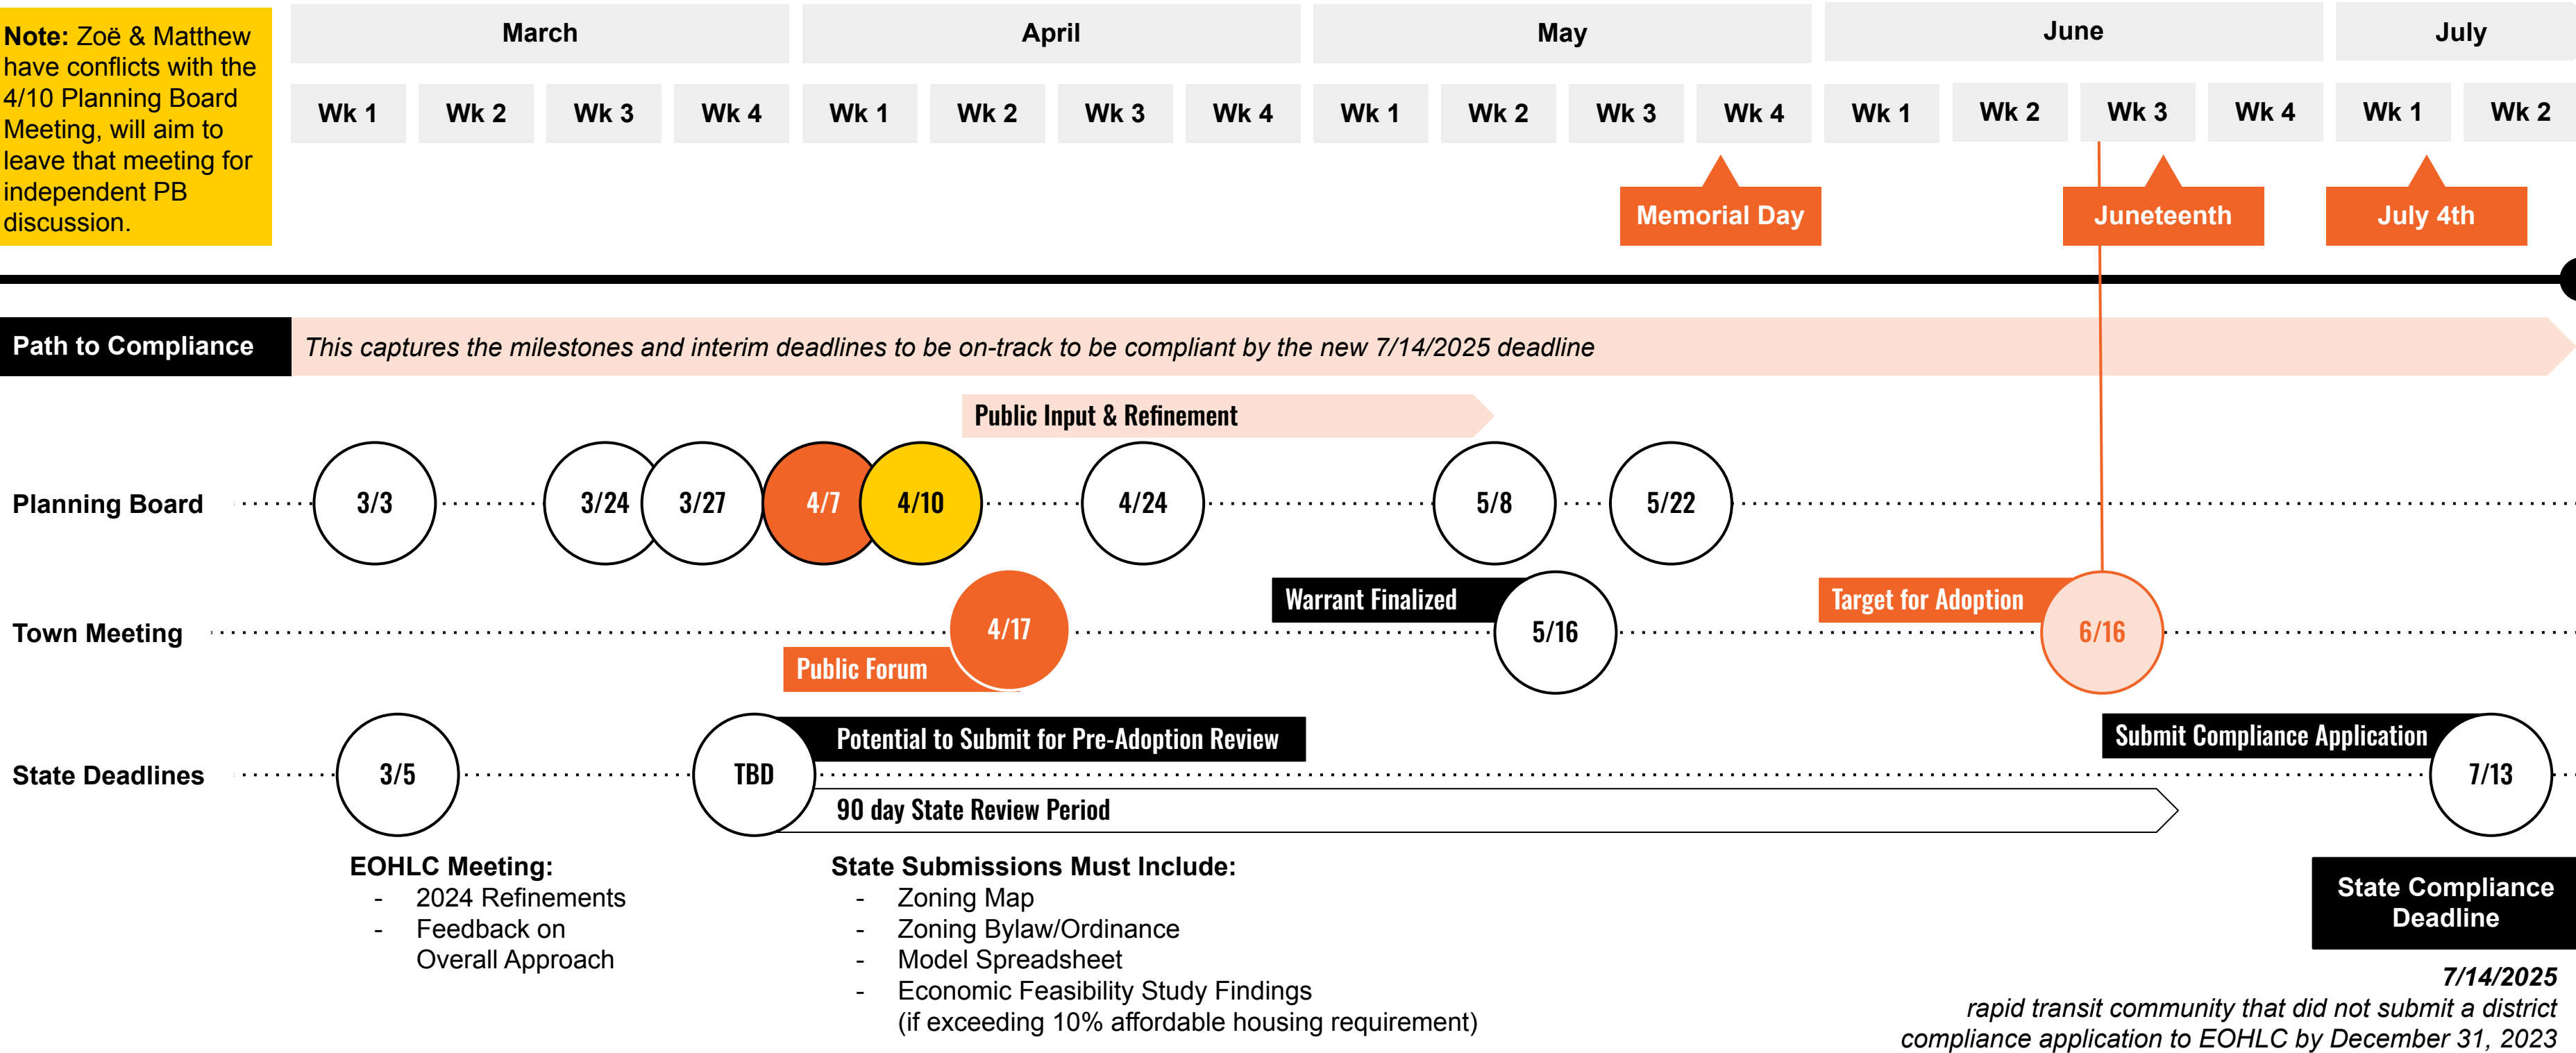 Note: Zoë & Matthew
have conflicts with the
4/10 Planning Board
Meeting, will aim to
leave that meeting for
independent PB
discussion.
March April May June July
Wk 1 Wk 2 Wk 3 Wk 4 Wk 1 Wk 2 Wk 3 Wk 4 Wk 1 Wk 2 Wk 3 Wk 4 Wk 1 Wk 2 Wk 3 Wk 4 Wk 1 Wk 2
Memorial Day Juneteenth July 4th
Path to Compliance This captures the milestones and interim deadlines to be on-track to be compliant by the new 7/14/2025 deadline
Public Input & Refinement
Planning Board 3/3 3/24 3/27 4/7 4/10 4/24 5/8 5/22
Warrant Finalized Target for Adoption
Town Meeting 4/17 5/16 6/16
Public Forum
Potential to Submit for Pre-Adoption Review Submit Compliance Application
State Deadlines 3/5 TBD 7/13
90 day State Review Period
EOHLC Meeting:
- 2024 Refinements
- Feedback on
Overall Approach
State Submissions Must Include:
- Zoning Map
- Zoning Bylaw/Ordinance
- Model Spreadsheet
- Economic Feasibility Study Findings
(if exceeding 10% affordable housing requirement)
State Compliance
Deadline
7/14/2025
rapid transit community that did not submit a district
compliance application to EOHLC by December 31, 2023